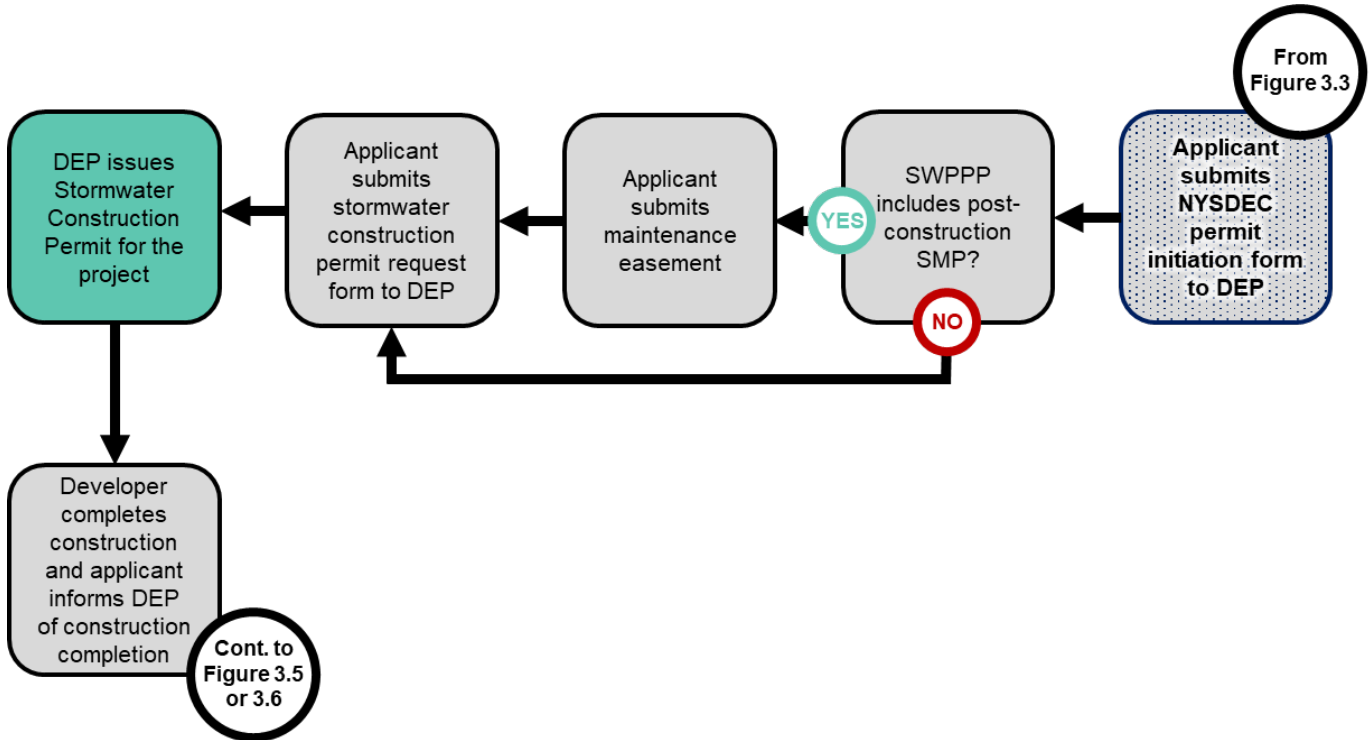 From
Figure 3.3
DEP issues
Stormwater
Construction
Permit for the
project
Applicant
submits
stormwater
construction
permit request
form to DEP
Applicant
submits
maintenance
easement
YES
SWPPP
includes post-
construction
SMP?
NO
Applicant
submits
NYSDEC
permit
initiation form
to DEP
Developer
completes
construction
and applicant
informs DEP
of construction
completion
Cont. to
Figure 3.5
or 3.6